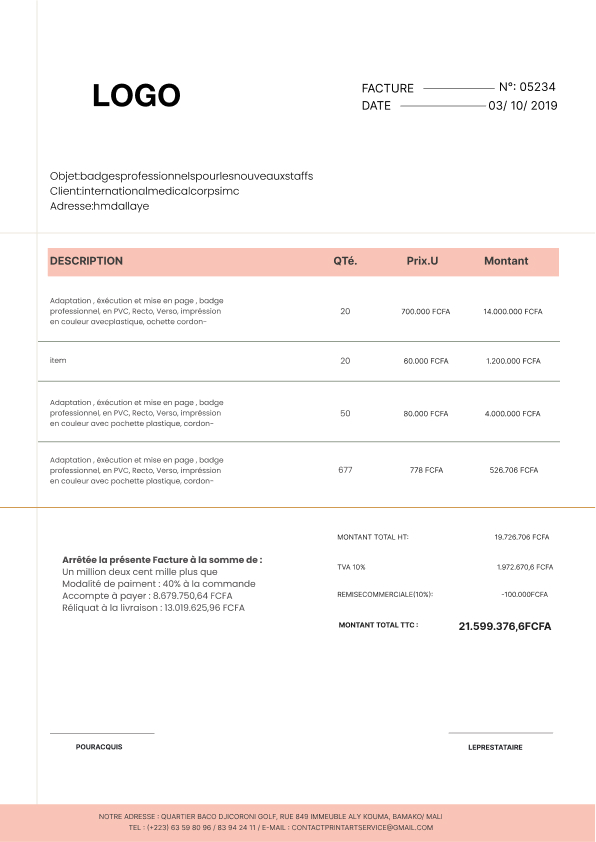 LOGO
FACTURE N°: 05234
DATE 03/ 10/ 2019
Objet:badgesprofessionnelspourlesnouveauxstaffs
Client:internationalmedicalcorpsimc
Adresse:hmdallaye
DESCRIPTION QTé. Prix.U Montant
Adaptation , éxécution et mise en page , badge
professionnel, en PVC, Recto, Verso, impréssion
en couleur avecplastique, ochette cordon-
20 700.000 FCFA 14.000.000 FCFA
item 20 60.000 FCFA 1.200.000 FCFA
Adaptation , éxécution et mise en page , badge
professionnel, en PVC, Recto, Verso, impréssion
en couleur avec pochette plastique, cordon-
50 80.000 FCFA 4.000.000 FCFA
Adaptation , éxécution et mise en page , badge
professionnel, en PVC, Recto, Verso, impréssion
en couleur avec pochette plastique, cordon-
677 778 FCFA 526.706 FCFA
MONTANT TOTAL HT: 19.726.706 FCFA
TVA 10% 1.972.670,6 FCFA
REMISECOMMERCIALE(10%): -100.000FCFA
MONTANT TOTAL TTC : 21.599.376,6FCFA
Arrêtée la présente Facture à la somme de :
Un million deux cent mille plus que
Modalité de paiment : 40% à la commande
Accompte à payer : 8.679.750,64 FCFA
Réliquat à la livraison : 13.019.625,96 FCFA
POURACQUIS
LEPRESTATAIRE
NOTRE ADRESSE : QUARTIER BACO DJICORONI GOLF, RUE 849 IMMEUBLE ALY KOUMA, BAMAKO/ MALI
TEL : (+223) 63 59 80 96 / 83 94 24 11 / E-MAIL : CONTACTPRINTARTSERVICE@GMAIL.COM